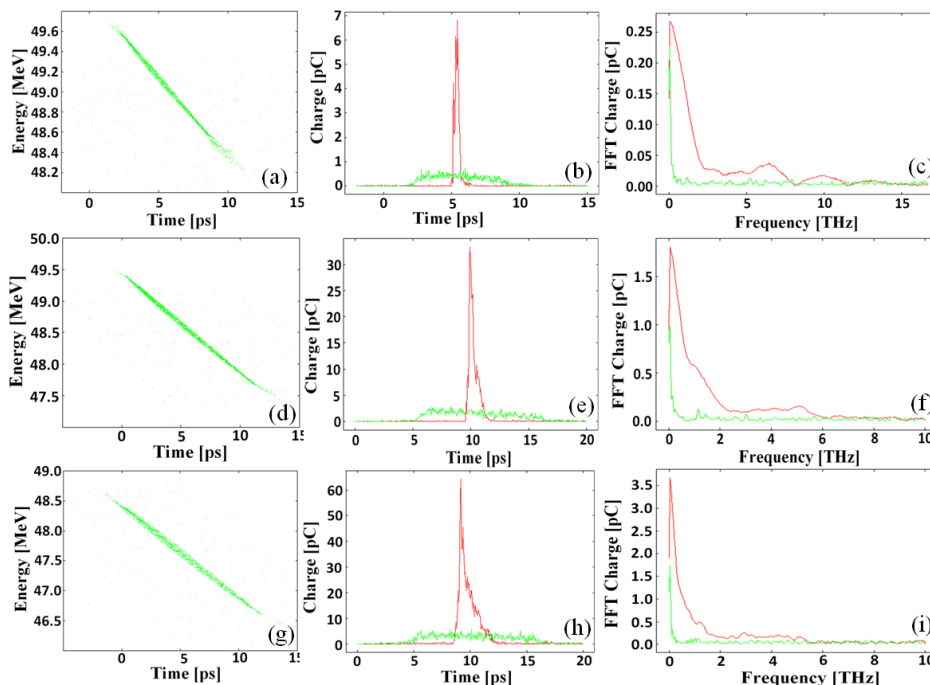 Energy [MeV]
49.6
49.4
49.2
49.0
48.8
48.6
48.4
48.2
0 5 10 15
Time [ps]
(a)
Charge [pC]
7
6
5
4
3
2
1
0
0 5 10 15
Time [ps]
(b)
FFT Charge [pC]
0.25
0.20
0.15
0.10
0.05
0.00
0 5 10 15
Frequency [THz]
(c)
Energy [MeV]
50.0
49.5
49.0
48.5
48.0
47.5
0 5 10 15
Time [ps]
(d)
Charge [pC]
30
25
20
15
10
5
0
0 5 10 15 20
Time [ps]
(e)
FFT Charge [pC]
1.5
1.0
0.5
0.0
0 2 4 6 8 10
Frequency [THz]
(f)
Energy [MeV]
49.0
48.5
48.0
47.5
47.0
46.5
0 5 10 15
Time [ps]
(g)
Charge [pC]
60
50
40
30
20
10
0
0 5 10 15 20
Time [ps]
(h)
FFT Charge [pC]
3.5
3.0
2.5
2.0
1.5
1.0
0.5
0.0
0 2 4 6 8 10
Frequency [THz]
(i)